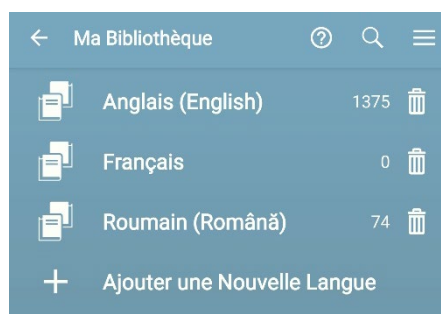 Ma Bibliothèque
Anglais (English) 1375
Français 0
Roumain (Română) 74
Ajouter une Nouvelle Langue